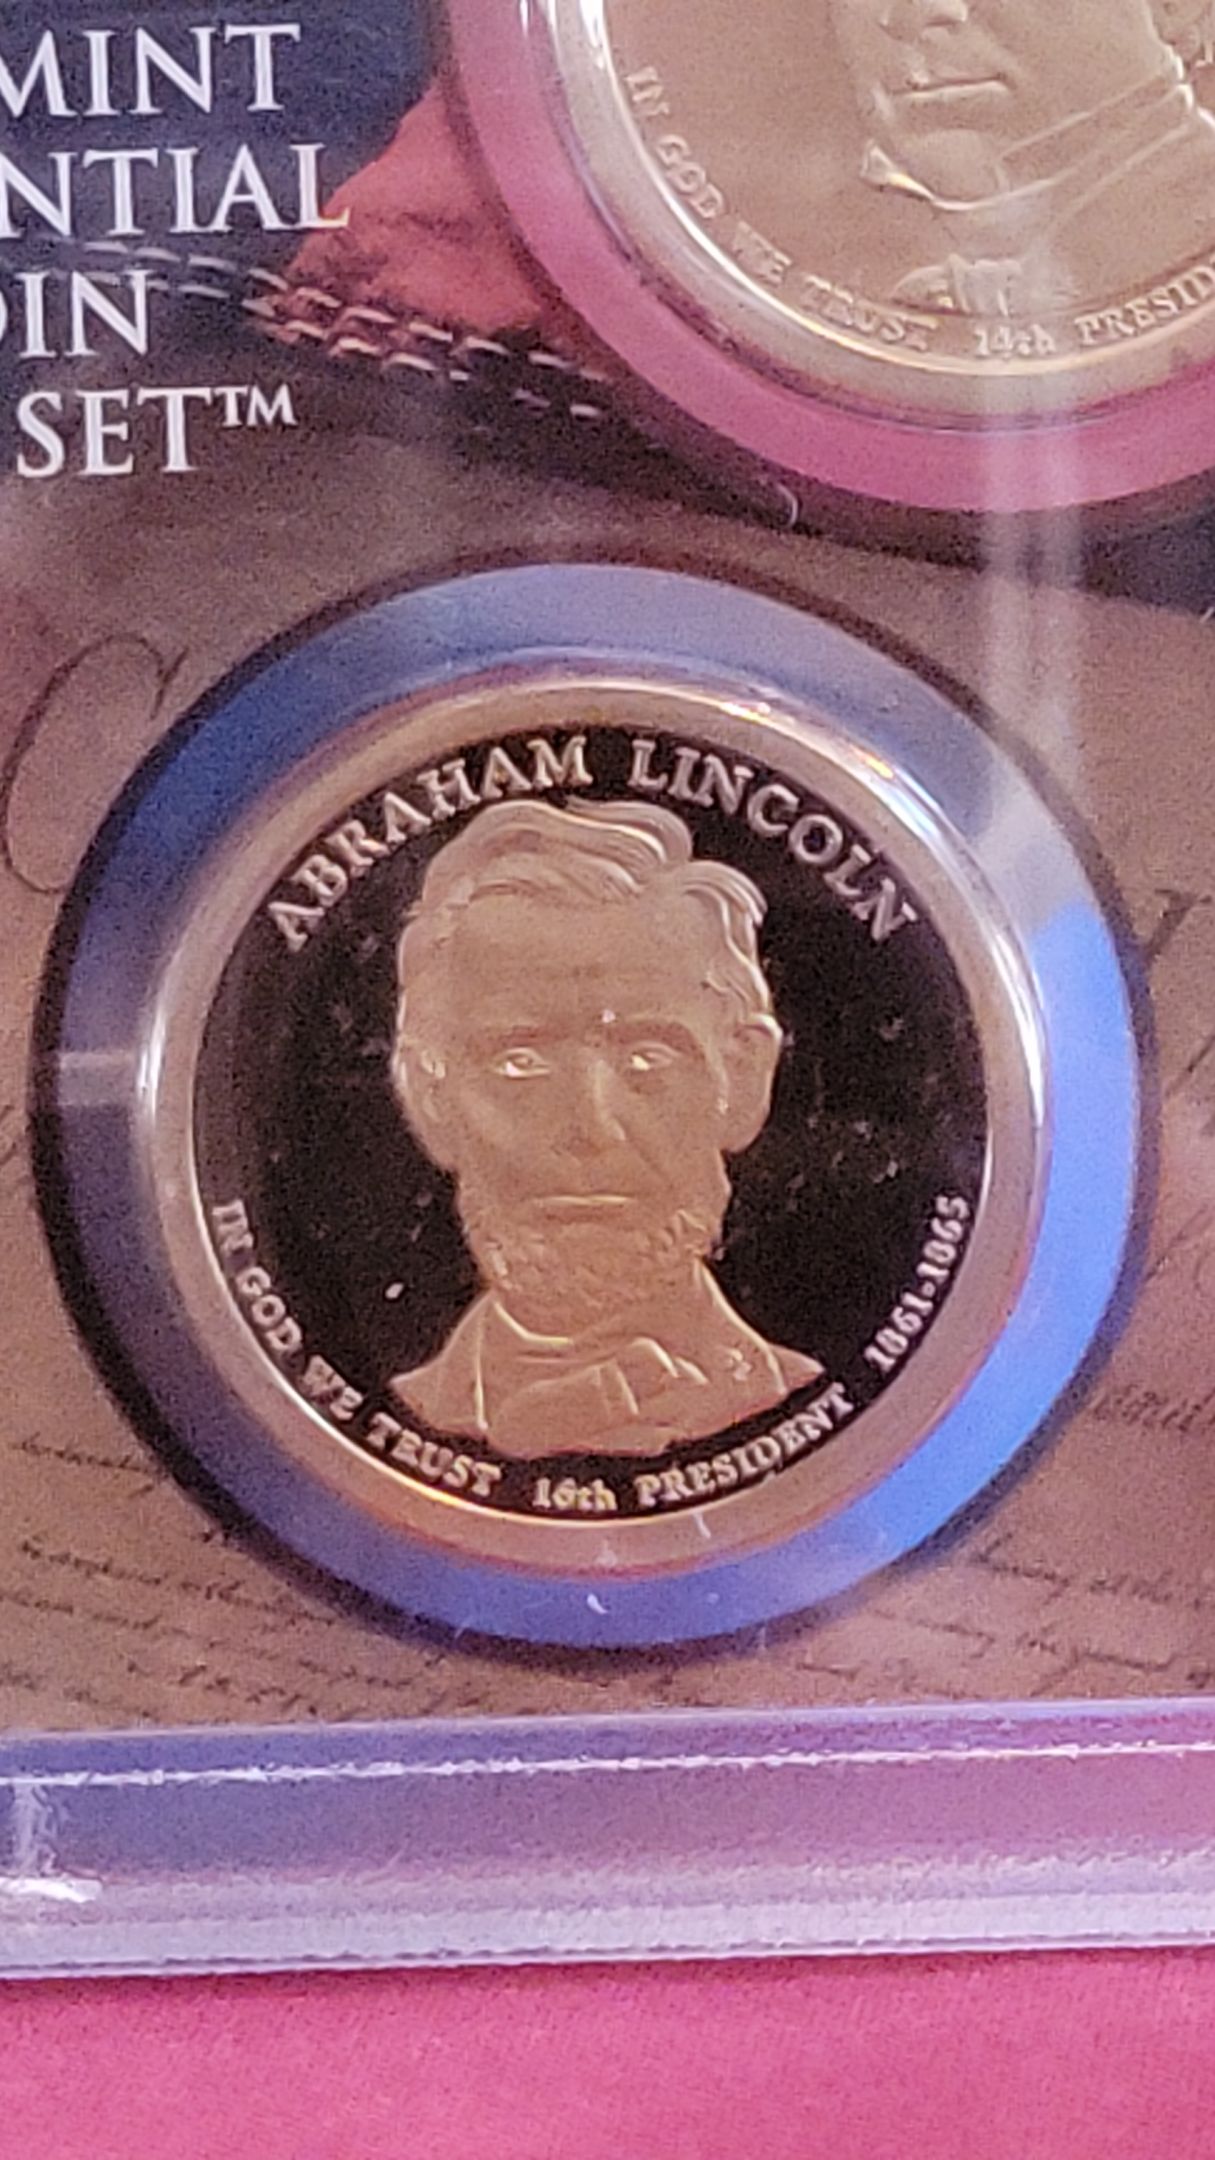 MINT
NTIAL
OIN
SET™
IN GOD WE TRUST 14th PRESID
ABRAHAM LINCOLN
IN GOD WE TRUST 16th PRESIDENT 1861-1865